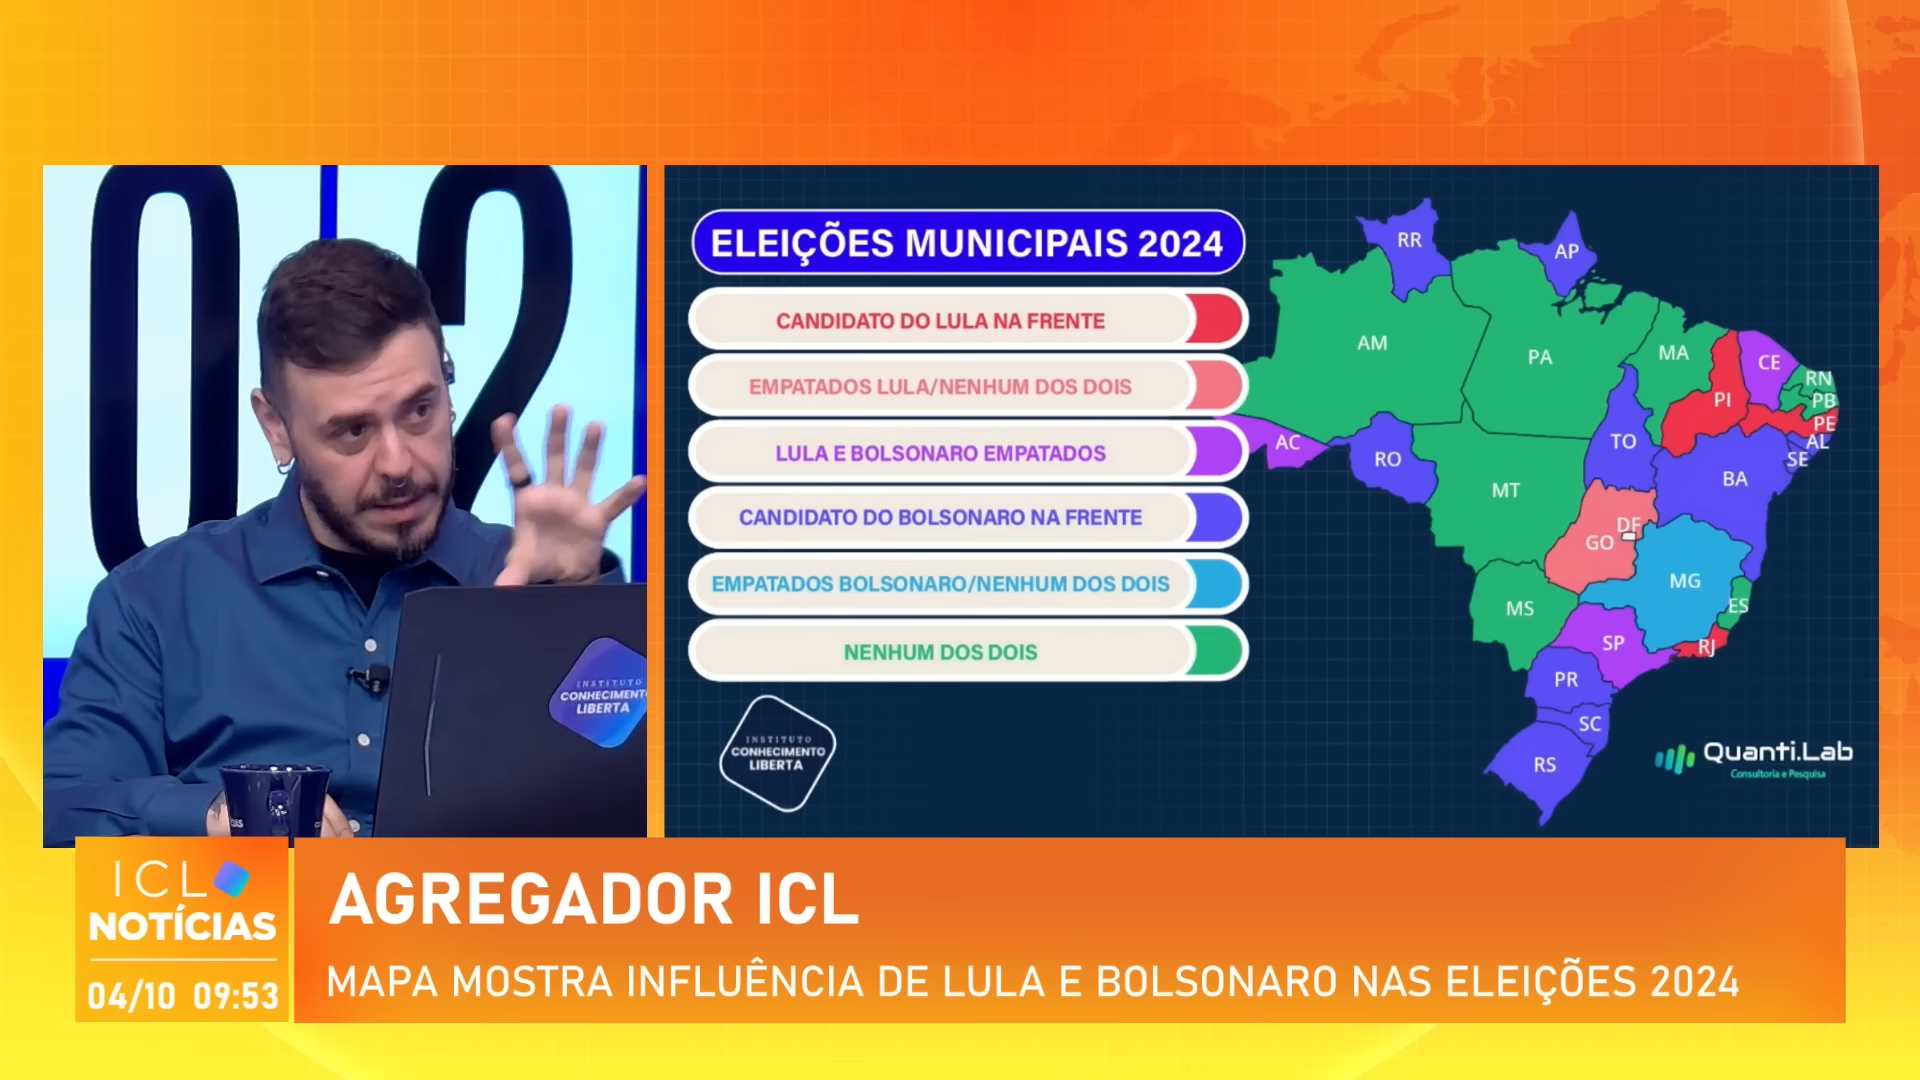 02
INSTITUTO
CONHECIMENTO
LIBERTA
ELEIÇÕES MUNICIPAIS 2024
CANDIDATO DO LULA NA FRENTE
EMPATADOS LULA/NENHUM DOS DOIS
LULA E BOLSONARO EMPATADOS
CANDIDATO DO BOLSONARO NA FRENTE
EMPATADOS BOLSONARO/NENHUM DOS DOIS
NENHUM DOS DOIS
INSTITUTO
CONHECIMENTO
LIBERTA
RR
AP
AM
PA
MA
CE
RN
PB
PI
PE
AL
SE
AC
RO
TO
BA
MT
DF
GO
MG
ES
MS
SP
RJ
PR
SC
RS
Quanti.Lab
Consultoria e Pesquisa
ICL
NOTÍCIAS
04/10 09:53
AGREGADOR ICL
MAPA MOSTRA INFLUÊNCIA DE LULA E BOLSONARO NAS ELEIÇÕES 2024